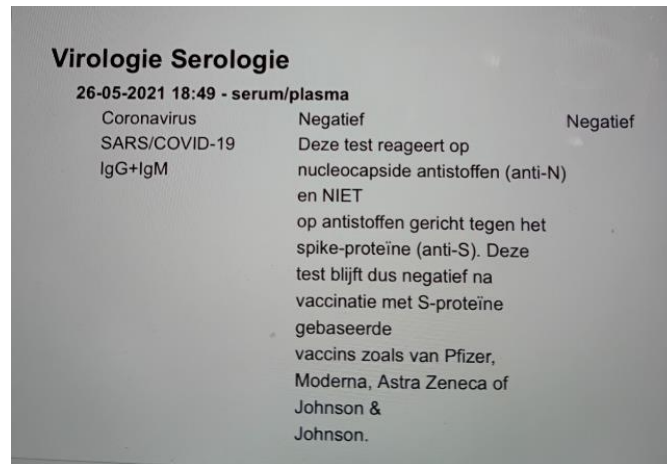 Virologie Serologie
26-05-2021 18:49 - serum/plasma
Coronavirus Negatief Negatief
SARS/COVID-19 Deze test reageert op
IgG+IgM nucleocapside antistoffen (anti-N)
en NIET
op antistoffen gericht tegen het
spike-proteïne (anti-S). Deze
test blijft dus negatief na
vaccinatie met S-proteïne
gebaseerde
vaccins zoals van Pfizer,
Moderna, Astra Zeneca of
Johnson &
Johnson.